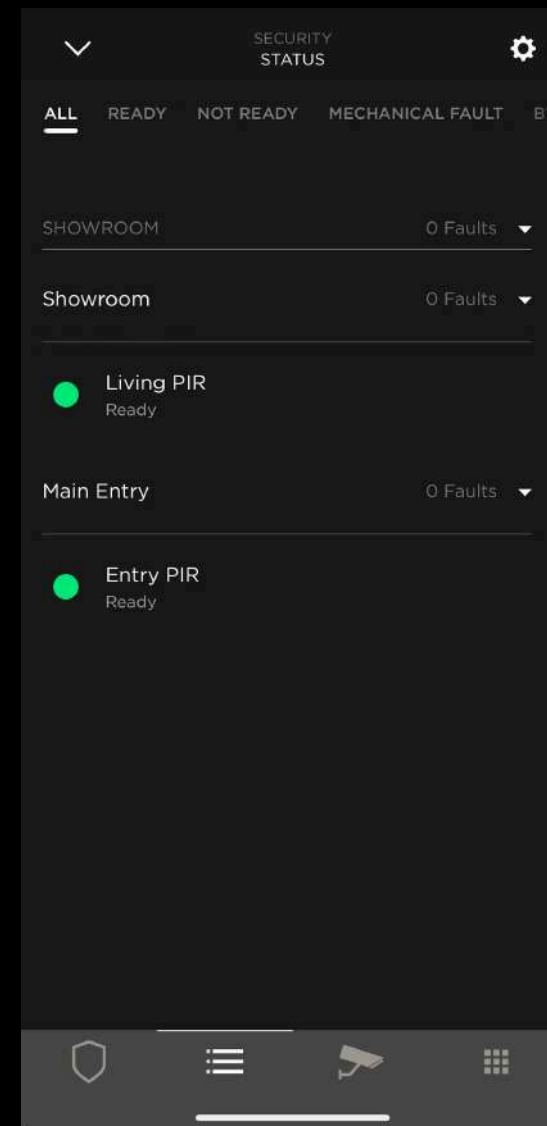 SECURITY
STATUS
ALL READY NOT READY MECHANICAL FAULT B
SHOWROOM 0 Faults
Showroom 0 Faults
Living PIR
Ready
Main Entry 0 Faults
Entry PIR
Ready